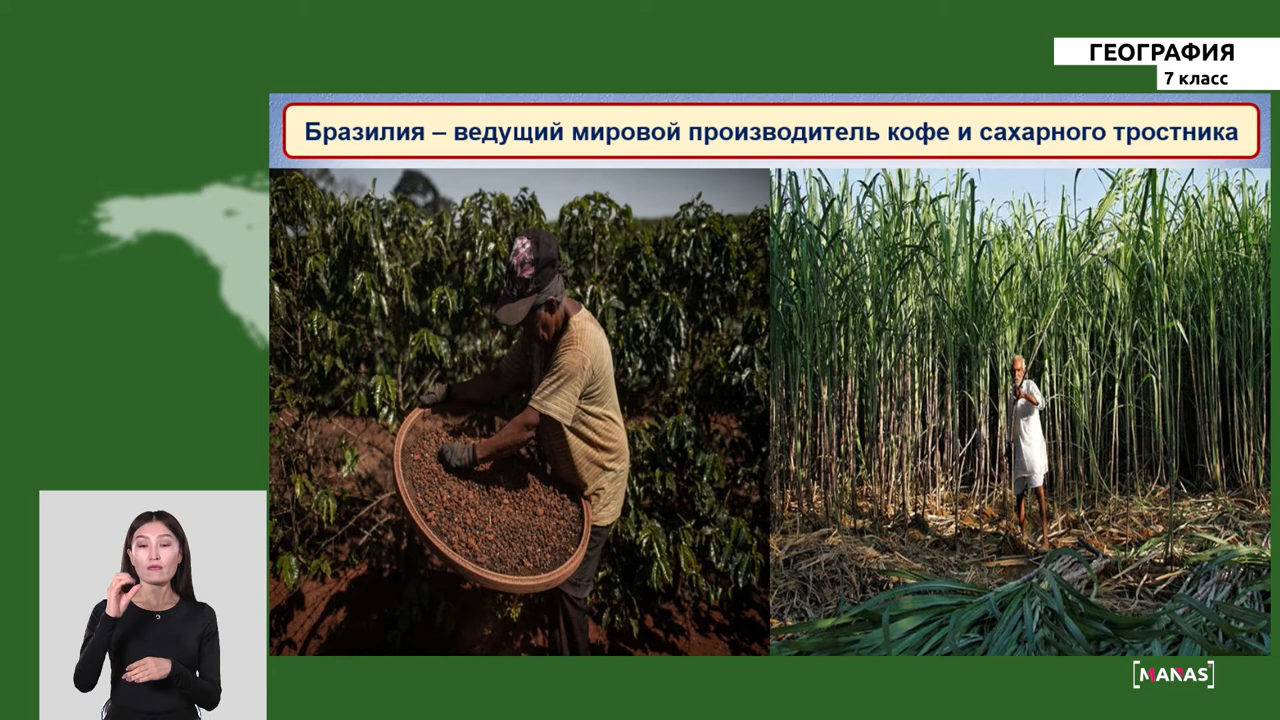 ГЕОГРАФИЯ
7 класс
Бразилия – ведущий мировой производитель кофе и сахарного тростника
[MANAS]